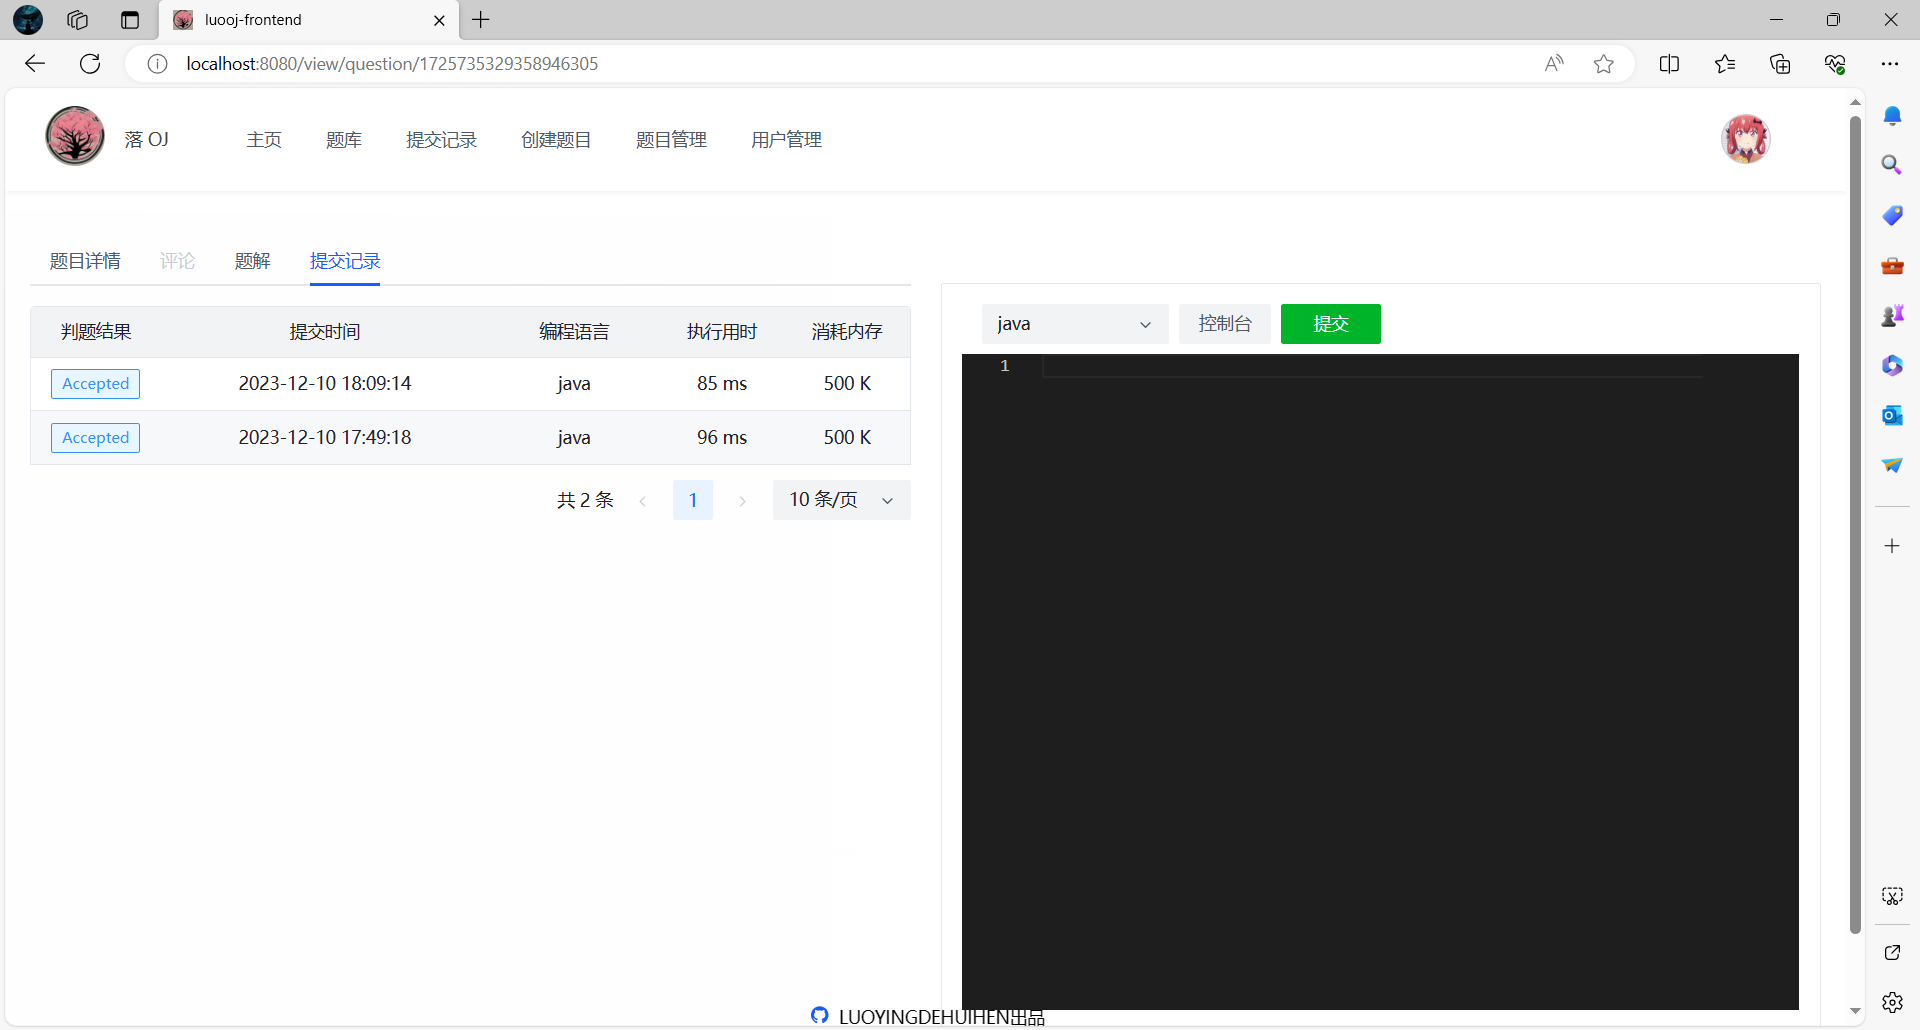 luooj-frontend
localhost:8080/view/question/1725735329358946305
落 OJ 主页 题库 提交记录 创建题目 题目管理 用户管理
题目详情 评论 题解 提交记录
判题结果 提交时间 编程语言 执行用时 消耗内存
Accepted 2023-12-10 18:09:14 java 85 ms 500 K
Accepted 2023-12-10 17:49:18 java 96 ms 500 K
共 2 条 1 10 条/页
java 控制台 提交
1
LUOYINGDEHUIHEN出品